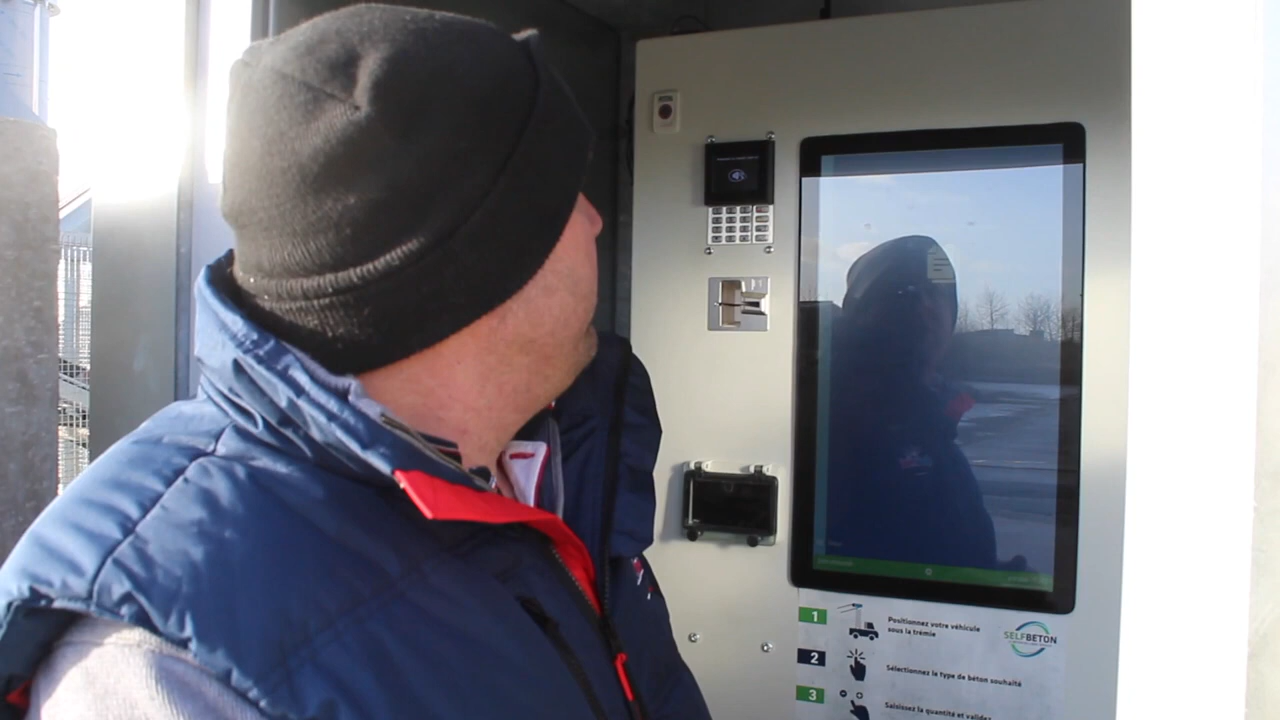 1
Positionnez votre véhicule
sous la trémie
SELFBETON
2
Sélectionnez le type de béton souhaité
3
Saisissez la quantité et validez